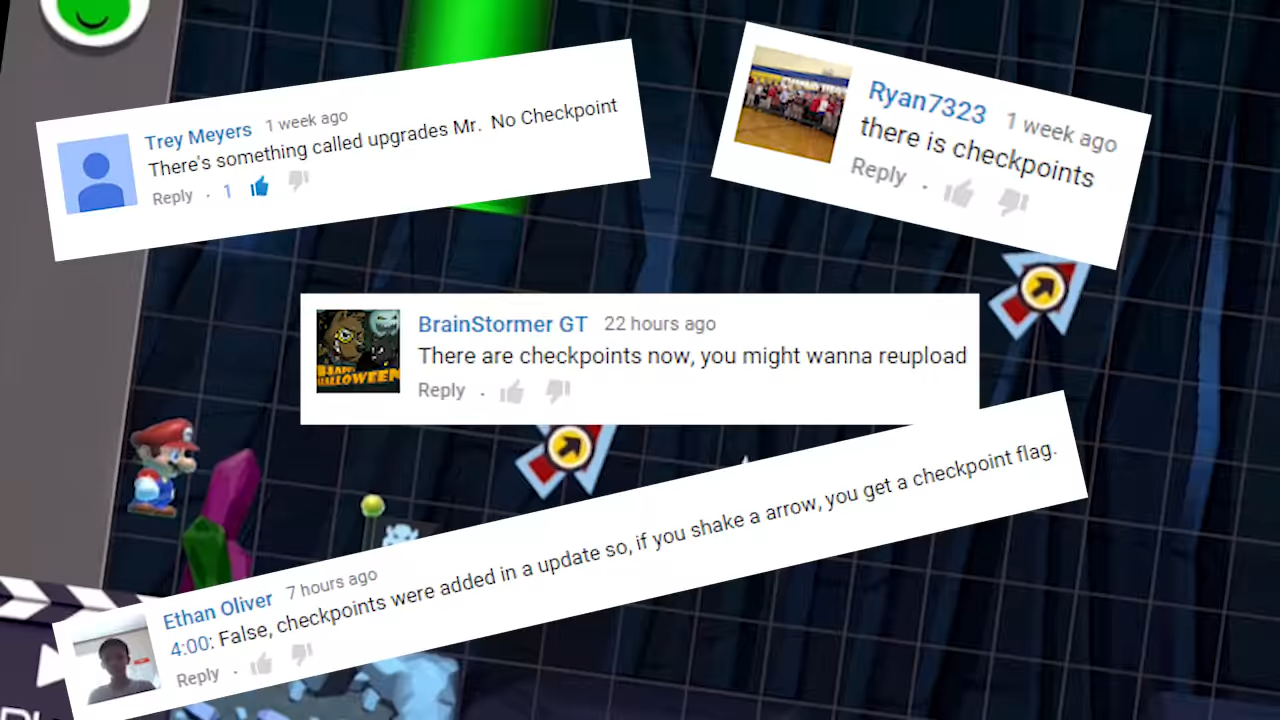 Trey Meyers 1 week ago
There's something called upgrades Mr. No Checkpoint
Reply · 1
Ryan7323 1 week ago
there is checkpoints
Reply ·
BrainStormer GT 22 hours ago
There are checkpoints now, you might wanna reupload
Reply ·
Ethan Oliver 7 hours ago
4:00: False, checkpoints were added in a update so, if you shake a arrow, you get a checkpoint flag.
Reply ·
HALLOWEEN